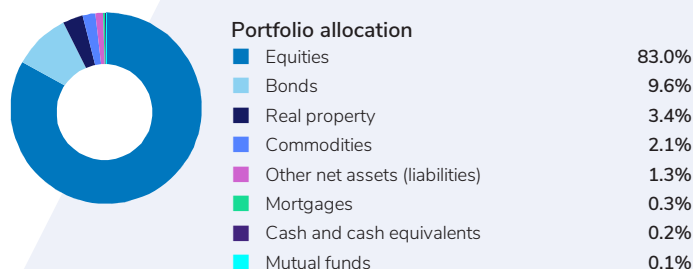 Portfolio allocation
Equities 83.0%
Bonds 9.6%
Real property 3.4%
Commodities 2.1%
Other net assets (liabilities) 1.3%
Mortgages 0.3%
Cash and cash equivalents 0.2%
Mutual funds 0.1%